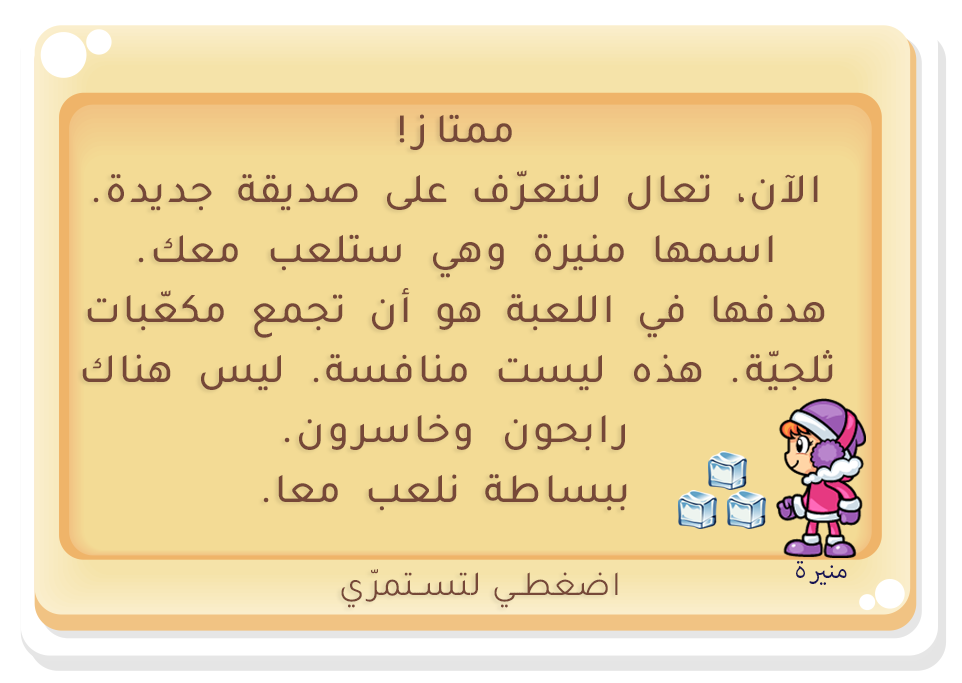 ممتاز!
الآن، تعال لنتعرّف على صديقة جديدة.
اسمها منيرة وهي ستلعب معك.
هدفها في اللعبة هو أن تجمع مكعّبات
ثلجيّة. هذه ليست منافسة. ليس هناك
رابحون وخاسرون.
ببساطة نلعب معا.
منيرة
اضغطي لتستمرّي